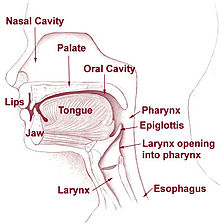 Nasal Cavity
Palate
Oral Cavity
Lips
Tongue
Pharynx
Epiglottis
Jaw
Larynx opening
into pharynx
Larynx
Esophagus